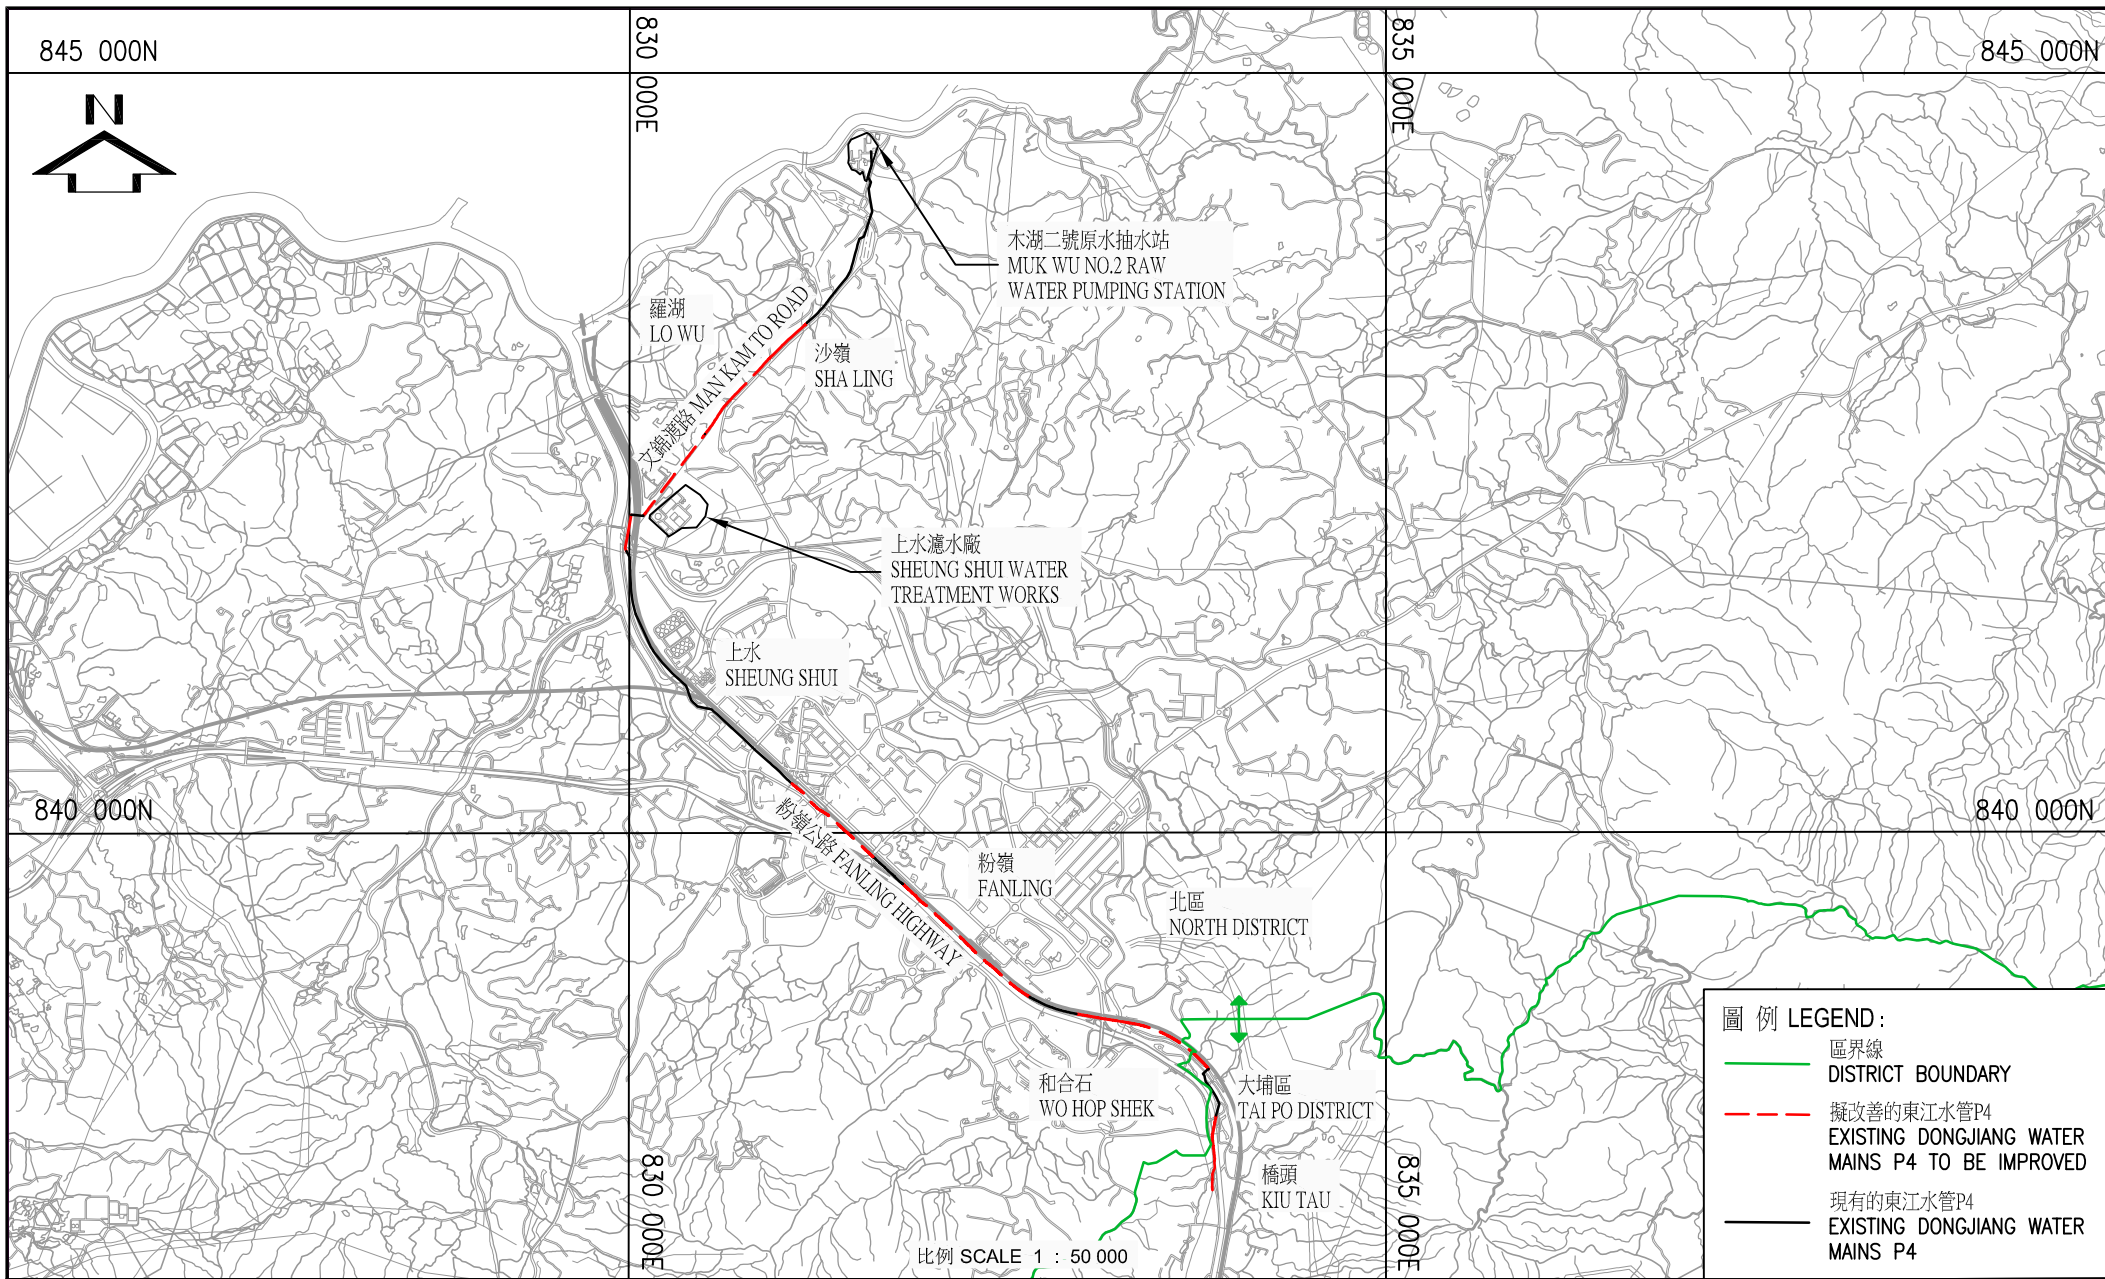 845 000N
830 000E
835 000E
845 000N
N
木湖二號原水抽水站
MUK WU NO.2 RAW
WATER PUMPING STATION
羅湖
LO WU
文錦渡路 MAN KAM TO ROAD
沙嶺
SHA LING
上水濾水廠
SHEUNG SHUI WATER
TREATMENT WORKS
上水
SHEUNG SHUI
840 000N
840 000N
粉嶺公路 FANLING HIGHWAY
粉嶺
FANLING
北區
NORTH DISTRICT
和合石
WO HOP SHEK
大埔區
TAI PO DISTRICT
橋頭
KIU TAU
830 000E
835 000E
比例 SCALE 1 : 50 000
圖 例 LEGEND :
區界線
DISTRICT BOUNDARY
擬改善的東江水管P4
EXISTING DONGJIANG WATER
MAINS P4 TO BE IMPROVED
現有的東江水管P4
EXISTING DONGJIANG WATER
MAINS P4